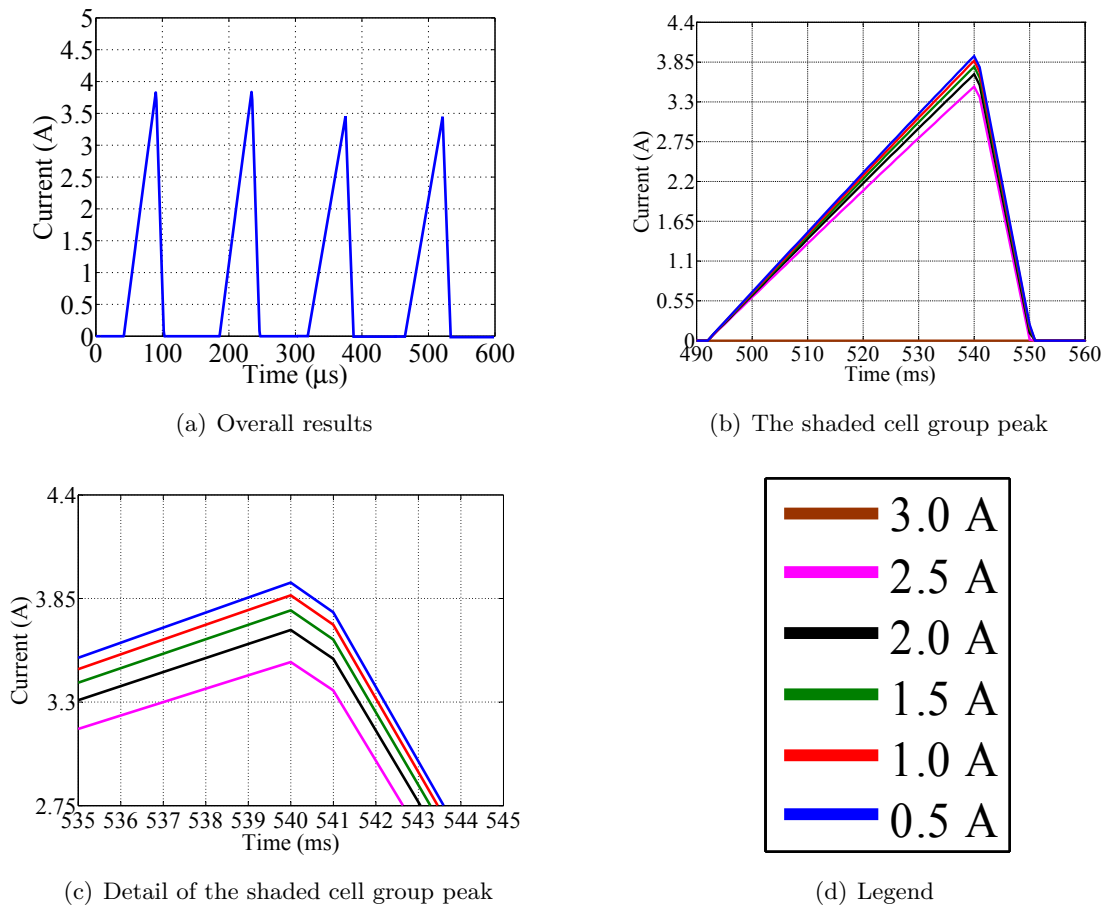 5
4.5
4
3.5
3
2.5
2
1.5
1
0.5
0
Current (A)
0 100 200 300 400 500 600
Time (μs)
(a) Overall results
4.4
3.85
3.3
2.75
2.2
1.65
1.1
0.55
0
Current (A)
490 500 510 520 530 540 550 560
Time (ms)
(b) The shaded cell group peak
4.4
3.85
3.3
2.75
Current (A)
535 536 537 538 539 540 541 542 543 544 545
Time (ms)
(c) Detail of the shaded cell group peak
3.0 A
2.5 A
2.0 A
1.5 A
1.0 A
0.5 A
(d) Legend